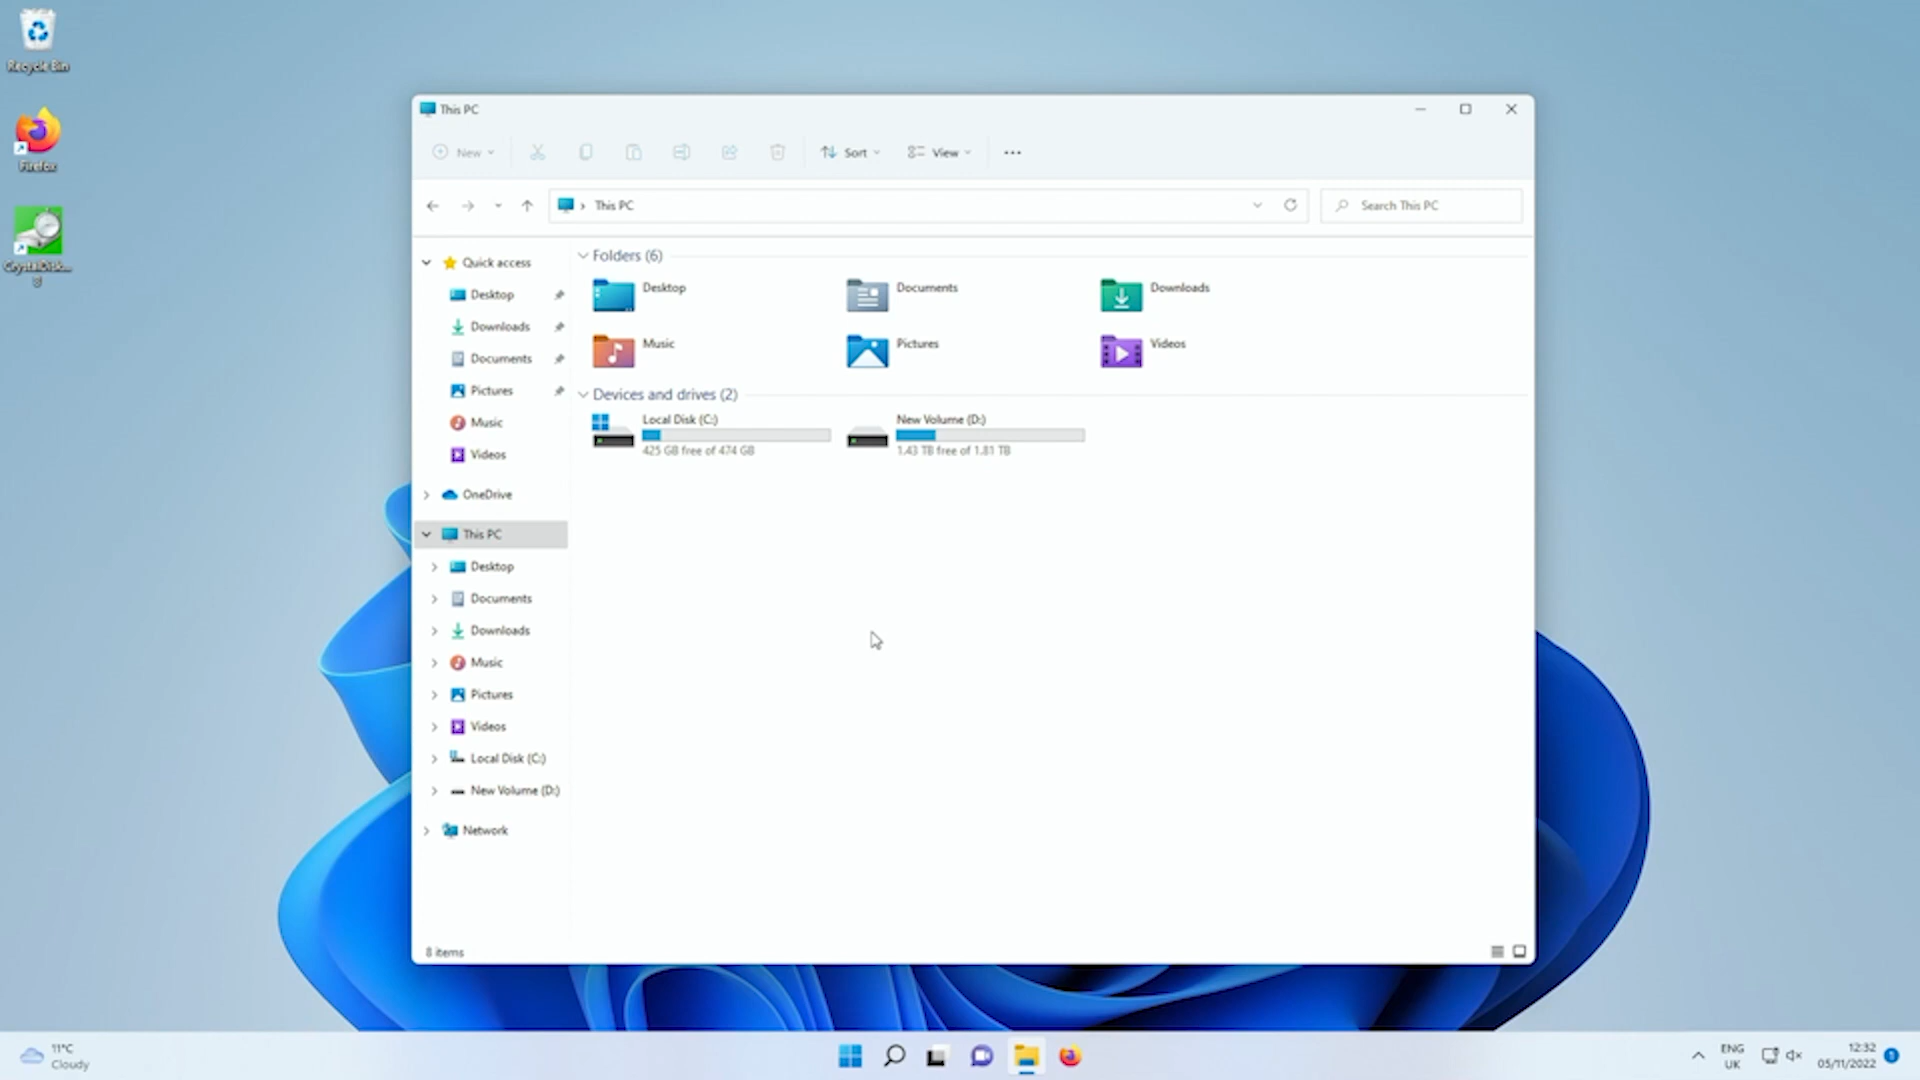 Recycle Bin
Firefox
CrystalDisk...
8
This PC
New
Sort
View
This PC
Search This PC
Quick access
Desktop
Downloads
Documents
Pictures
Music
Videos
OneDrive
This PC
Desktop
Documents
Downloads
Music
Pictures
Videos
Local Disk (C:)
New Volume (D:)
Network
Folders (6)
Desktop
Documents
Downloads
Music
Pictures
Videos
Devices and drives (2)
Local Disk (C:)
425 GB free of 474 GB
New Volume (D:)
1.43 TB free of 1.81 TB
8 items
11°C
Cloudy
ENG
UK
12:32
05/11/2022
1